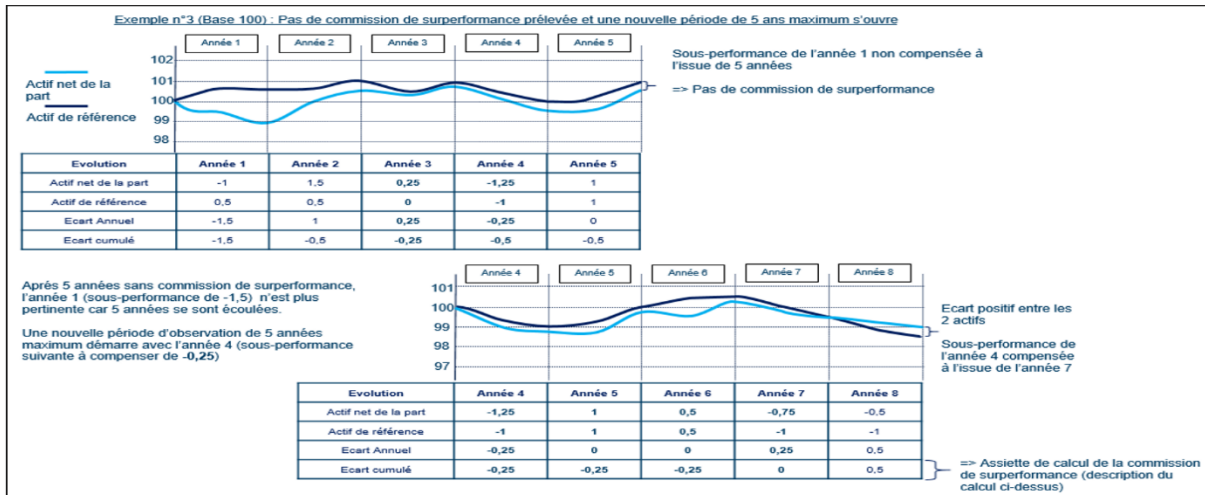 Exemple n°3 (Base 100) : Pas de commission de surperformance prélevée et une nouvelle période de 5 ans maximum s'ouvre
Année 1 Année 2 Année 3 Année 4 Année 5
Actif net de la
part
Actif de référence
102
101
100
99
98
Sous-performance de l'année 1 non compensée à
l'issue de 5 années
=> Pas de commission de surperformance
Evolution Année 1 Année 2 Année 3 Année 4 Année 5
Actif net de la part -1 1,5 0,25 -1,25 1
Actif de référence 0,5 0,5 0 -1 1
Ecart Annuel -1,5 1 0,25 -0,25 0
Ecart cumulé -1,5 -0,5 -0,25 -0,5 -0,5
Aprés 5 années sans commission de surperformance,
l'année 1 (sous-performance de -1,5) n'est plus
pertinente car 5 années se sont écoulées.
Une nouvelle période d'observation de 5 années
maximum démarre avec l'année 4 (sous-performance
suivante à compenser de -0,25)
Année 4 Année 5 Année 6 Année 7 Année 8
101
100
99
98
97
Ecart positif entre les
2 actifs
Sous-performance de
l'année 4 compensée
à l'issue de l'année 7
Evolution Année 4 Année 5 Année 6 Année 7 Année 8
Actif net de la part -1,25 1 0,5 -0,75 -0,5
Actif de référence -1 1 0,5 -1 -1
Ecart Annuel -0,25 0 0 0,25 0,5
Ecart cumulé -0,25 -0,25 -0,25 0 0,5
=> Assiette de calcul de la commission
de surperformance (description du
calcul ci-dessus)